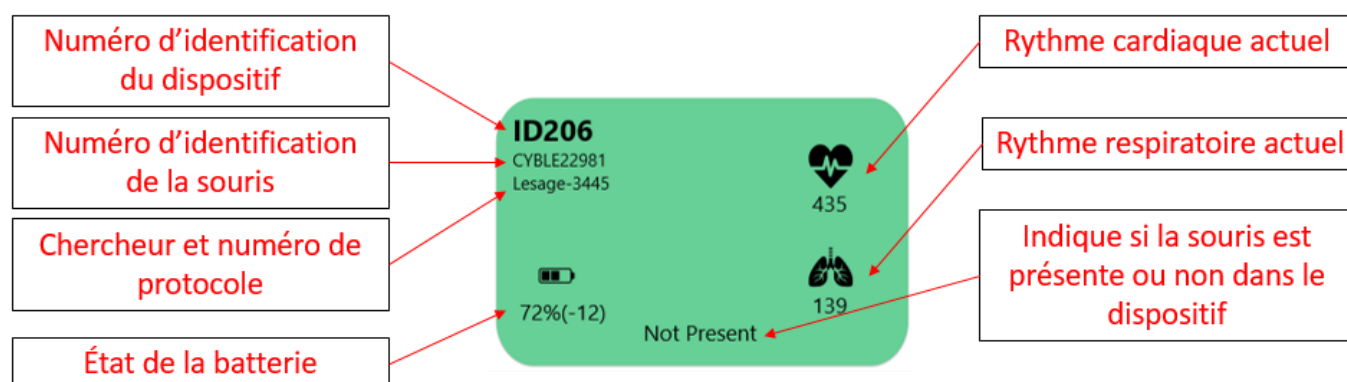 Numéro d'identification
du dispositif
Numéro d'identification
de la souris
Chercheur et numéro de
protocole
État de la batterie
ID206
CYBLE22981
Lesage-3445
72%(-12)
435
139
Not Present
Rythme cardiaque actuel
Rythme respiratoire actuel
Indique si la souris est
présente ou non dans le
dispositif